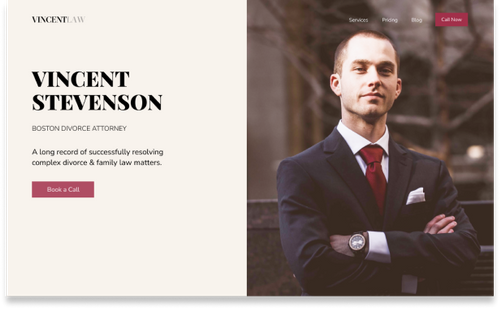 VINCENTLAW
Services Pricing Blog Call Now
VINCENT
STEVENSON
BOSTON DIVORCE ATTORNEY
A long record of successfully resolving
complex divorce & family law matters.
Book a Call